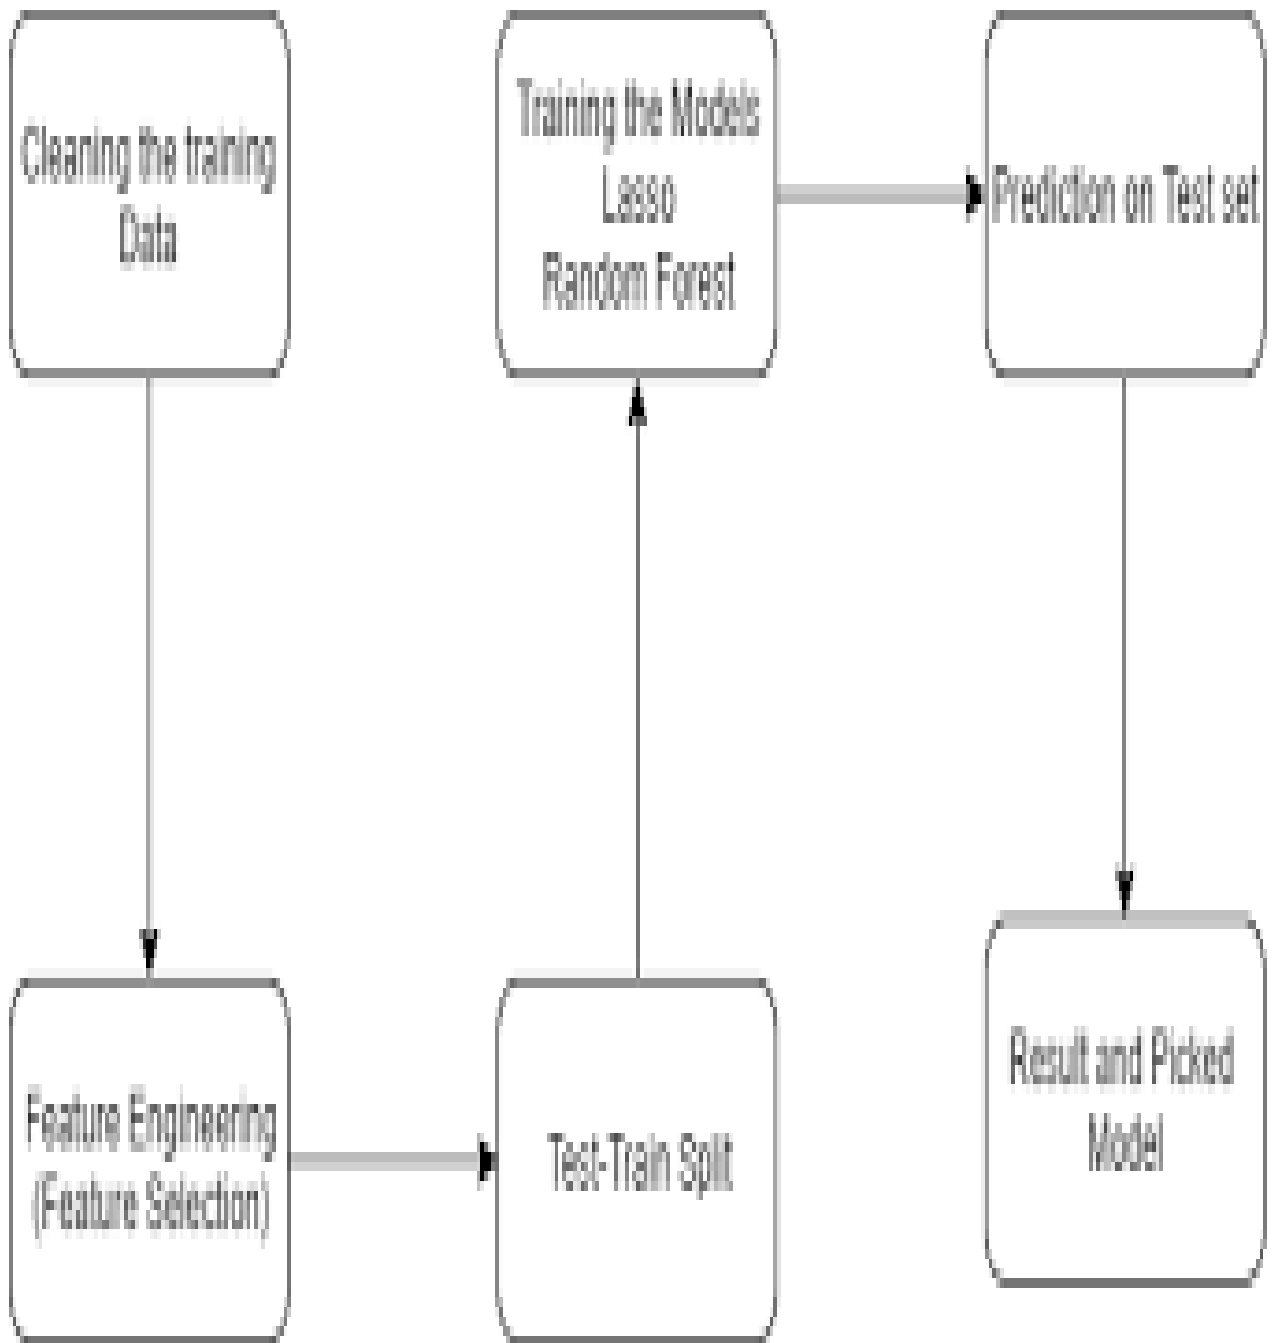 Cleaning the training
Data
Feature Engineering
(Feature Selection)
Test-Train Split
Training the Models
Lasso
Random Forest
Prediction on Test set
Result and Picked
Model